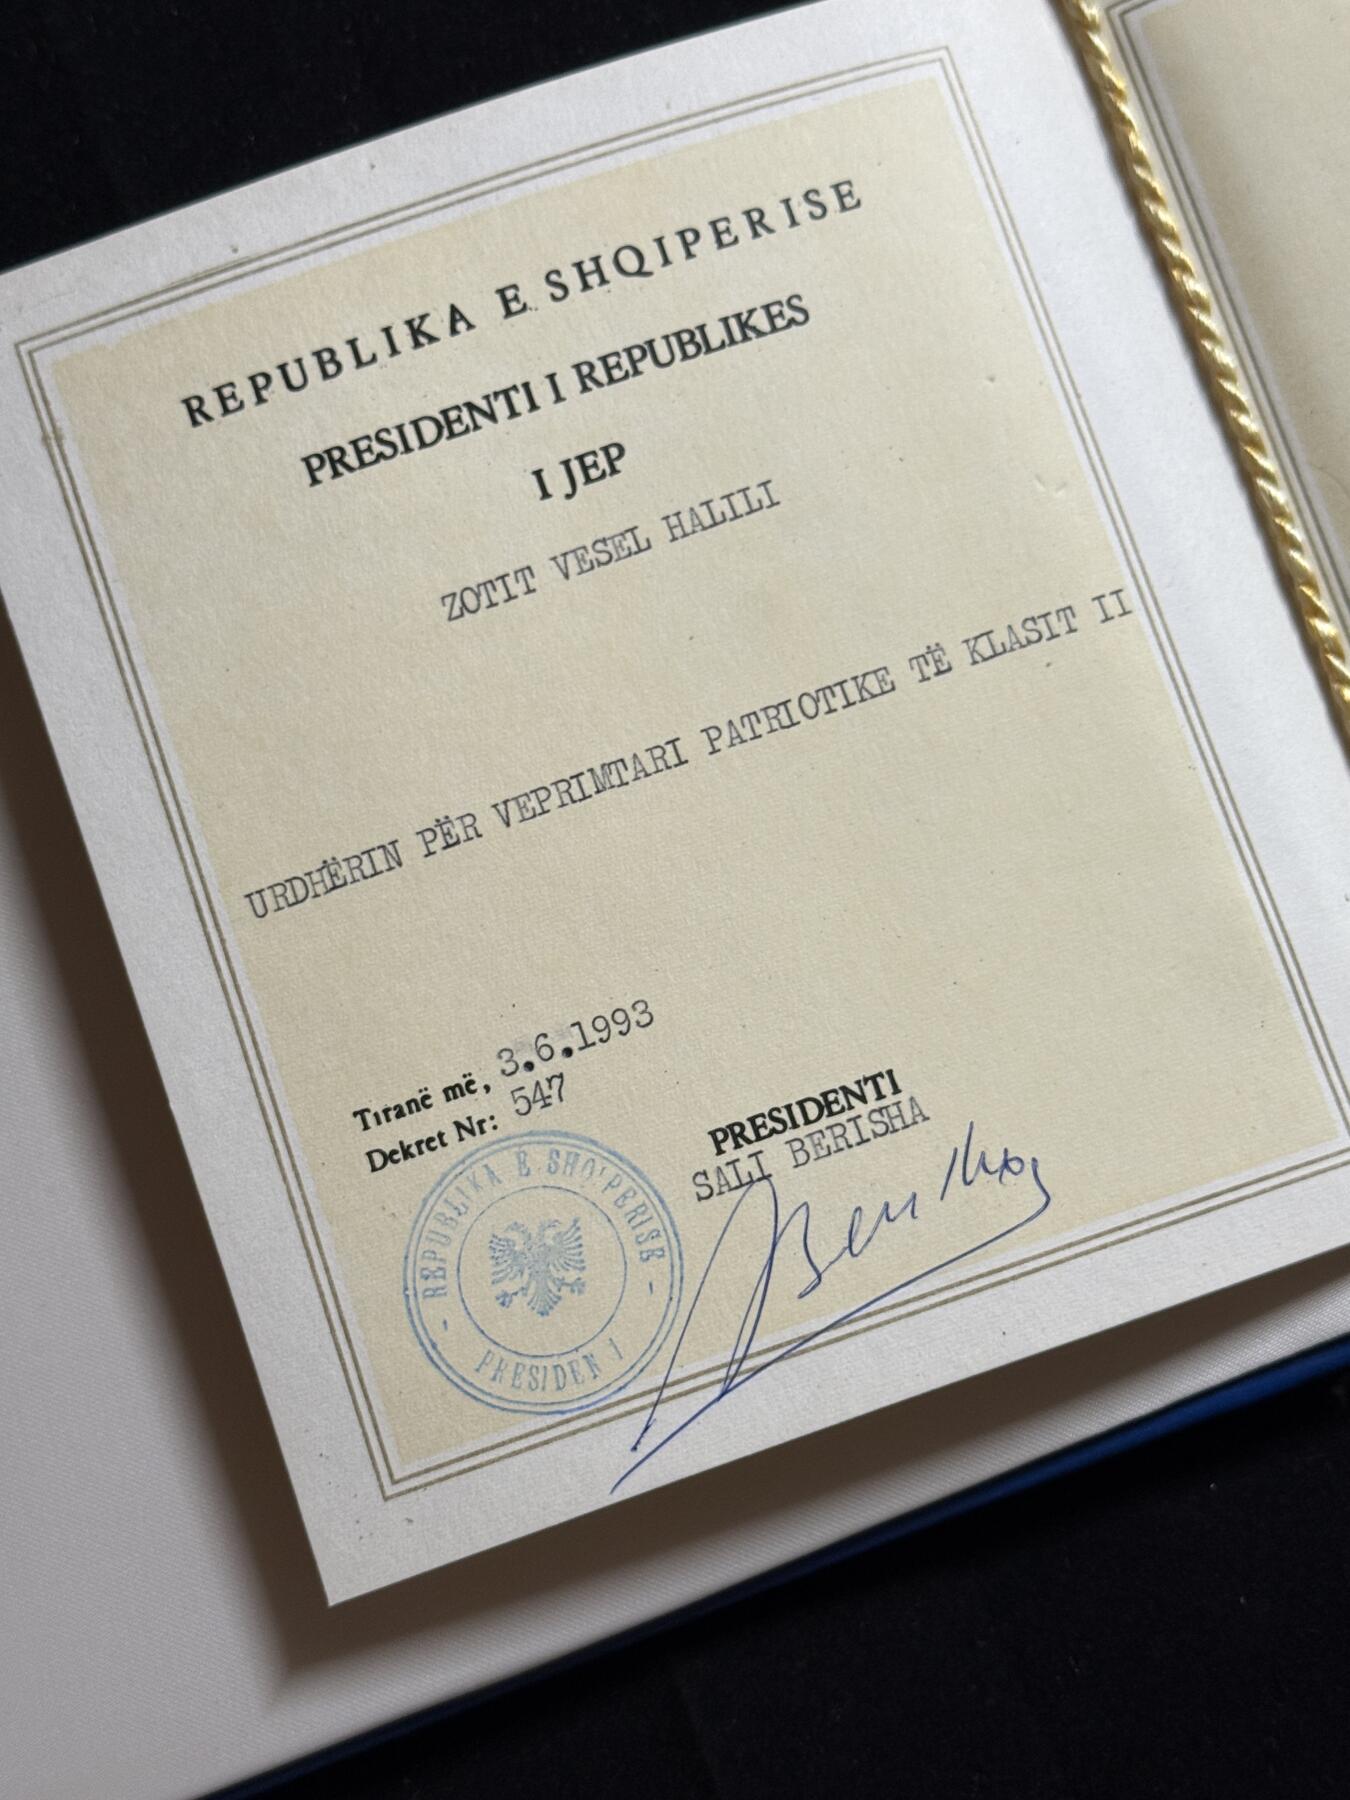 REPUBLIKA E SHQIPERISE
PRESIDENTI I REPUBLIKES
I JEP
ZOTIT VESEL HALILI
URDHËRIN PËR VEPRIMTARI PATRIOTIKE TË KLASIT II
Tiranë më, 3.6.1993
Dekret Nr: 547
PRESIDENTI
SALI BERISHA
Berisha
- REPUBLIKA E SHQIPERISE -
PRESIDENTI